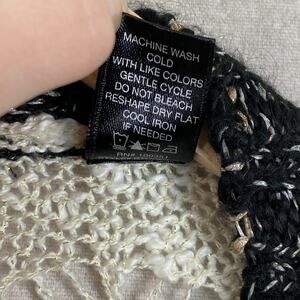 MACHINE WASH
COLD
WITH LIKE COLORS
GENTLE CYCLE
DO NOT BLEACH
RESHAPE DRY FLAT
COOL IRON
IF NEEDED